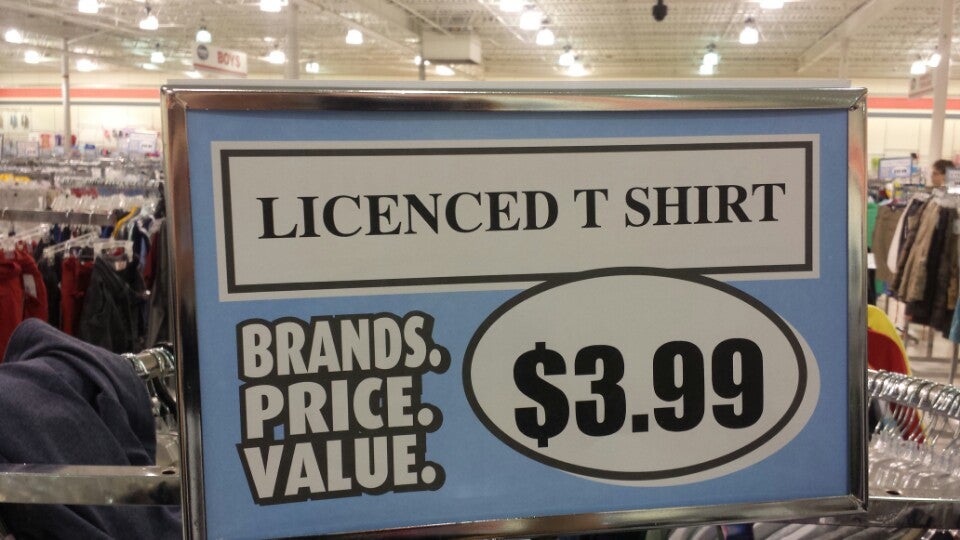 BOYS
LICENCED T SHIRT
BRANDS.
PRICE.
VALUE.
$3.99